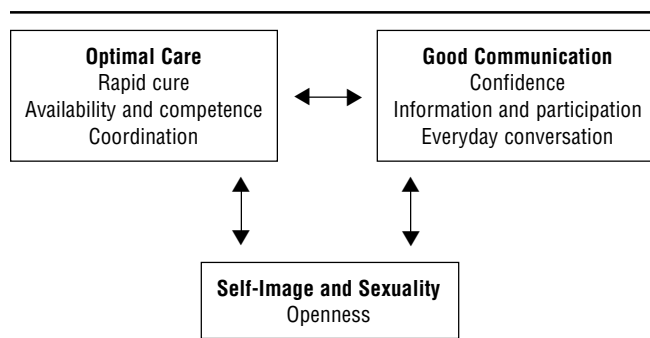 Optimal Care
Rapid cure
Availability and competence
Coordination
Good Communication
Confidence
Information and participation
Everyday conversation
Self-Image and Sexuality
Openness